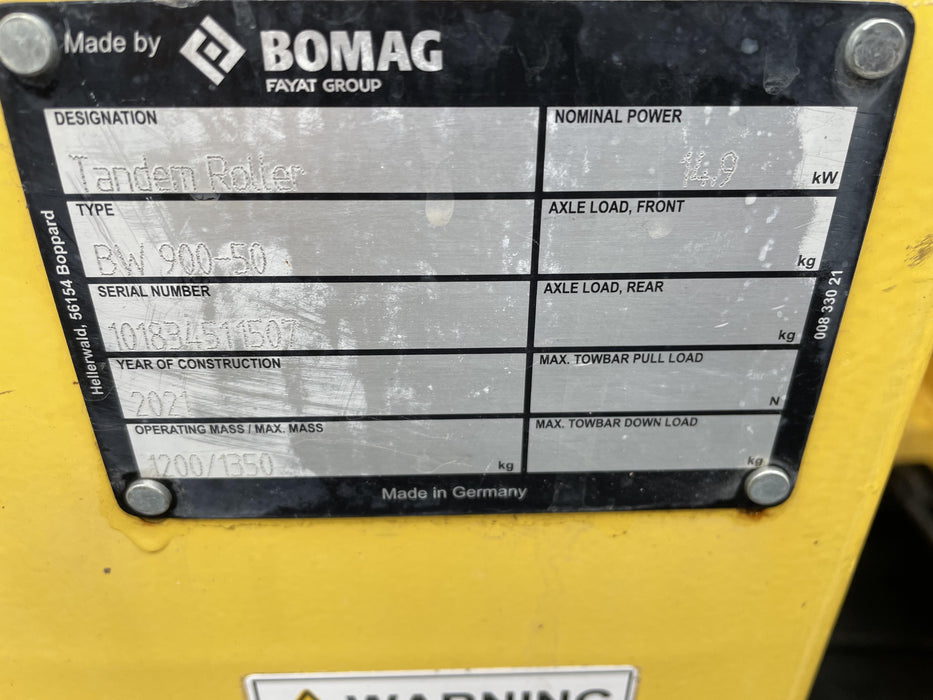 Made by BOMAG
FAYAT GROUP
DESIGNATION
Tandem Roller
NOMINAL POWER
14.9 kW
TYPE
BW 900-50
AXLE LOAD, FRONT
kg
SERIAL NUMBER
101834511507
AXLE LOAD, REAR
kg
YEAR OF CONSTRUCTION
2021
MAX. TOWBAR PULL LOAD
N
OPERATING MASS / MAX. MASS
1200/1350 kg
MAX. TOWBAR DOWN LOAD
kg
Hellerwald, 56154 Boppard
008 330 21
Made in Germany
WARNING